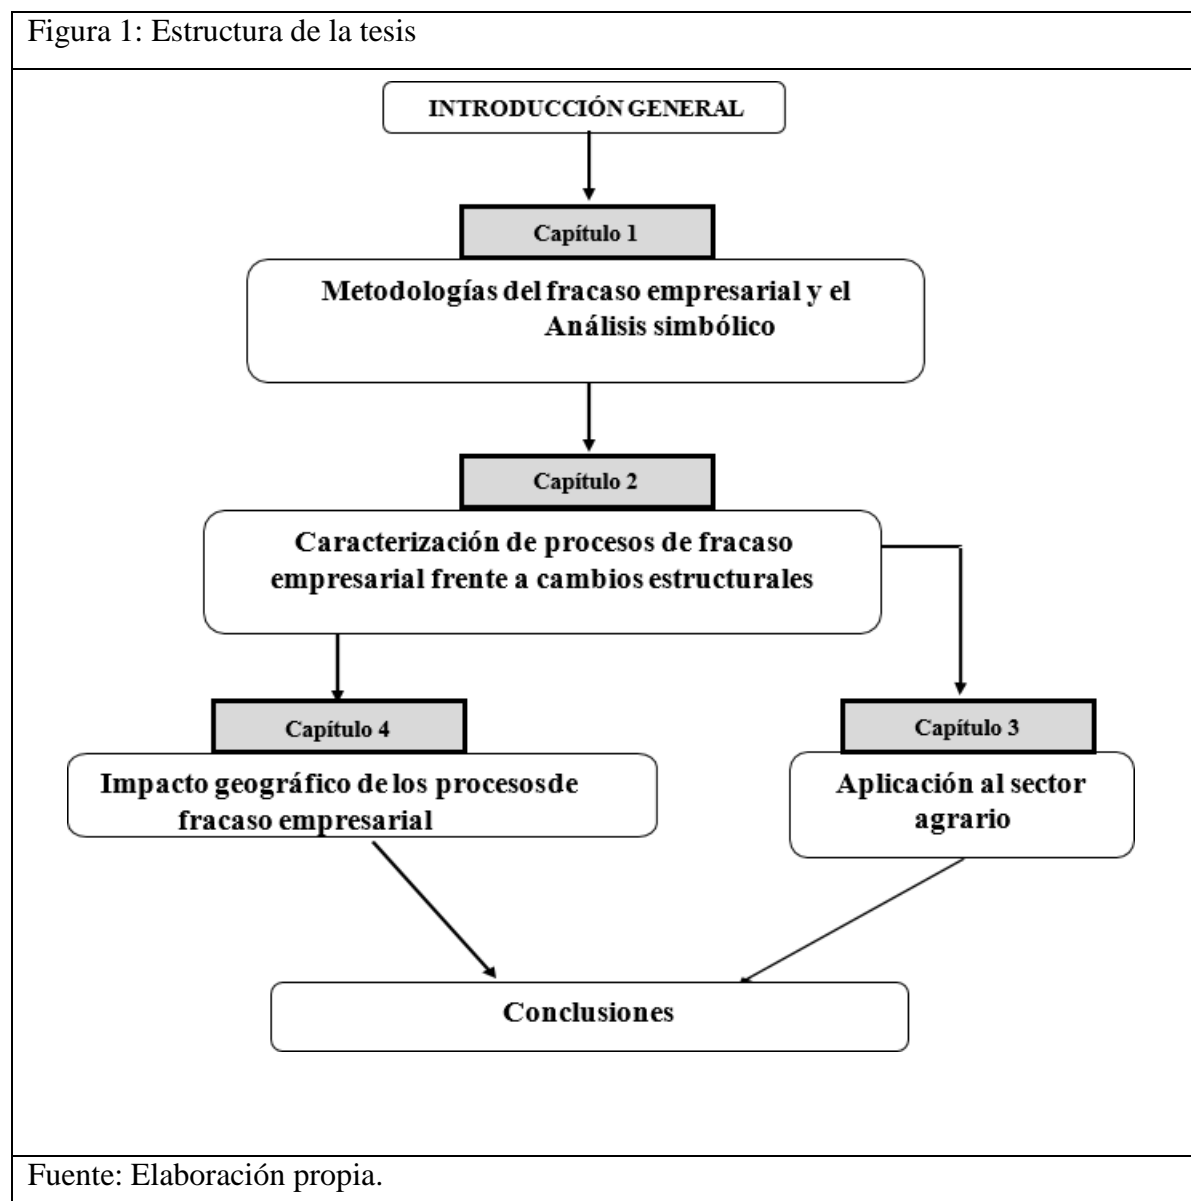 Figura 1: Estructura de la tesis
INTRODUCCIÓN GENERAL
Capítulo 1
Metodologías del fracaso empresarial y el
Análisis simbólico
Capítulo 2
Caracterización de procesos de fracaso
empresarial frente a cambios estructurales
Capítulo 4
Impacto geográfico de los procesosde
fracaso empresarial
Capítulo 3
Aplicación al sector
agrario
Conclusiones
Fuente: Elaboración propia.